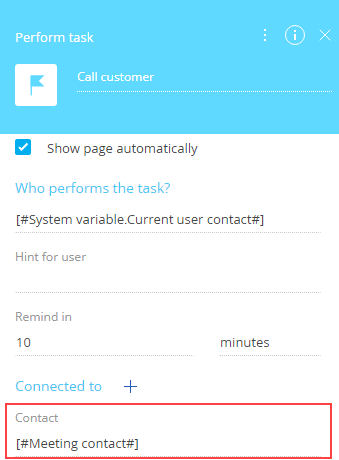 Perform task
Call customer
Show page automatically
Who performs the task?
[#System variable.Current user contact#]
Hint for user
Remind in
10 minutes
Connected to +
Contact
[#Meeting contact#]